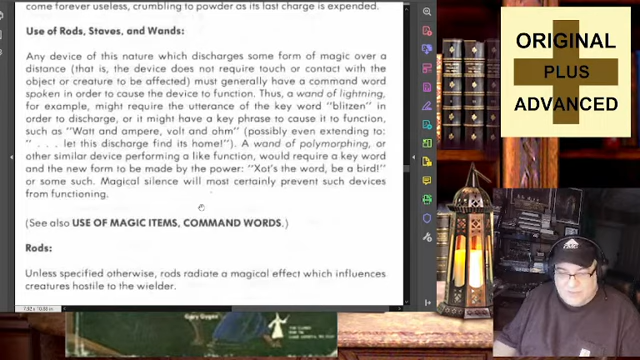 come forever useless, crumbling to powder as its last charge is expended.
Use of Rods, Staves, and Wands:
Any device of this nature which discharges some form of magic over a
distance (that is, the device does not require touch or contact with the
object or creature to be affected) must generally have a command word
spoken in order to cause the device to function. Thus, a wand of lightning,
for example, might require the utterance of the key word "blitzen" in
order to discharge, or it might have a key phrase to cause it to function,
such as "Watt and ampere, volt and ohm" (possibly even extending to:
" . . . let this discharge find its home!"). A wand of polymorphing, or
other similar device performing a like function, would require a key word
and the new form to be made by the power: "Xot's the word, be a bird!"
or some such. Magical silence will most certainly prevent such devices
from functioning.
(See also USE OF MAGIC ITEMS, COMMAND WORDS.)
Rods:
Unless specified otherwise, rods radiate a magical effect which influences
creatures hostile to the wielder.
ORIGINAL
PLUS
ADVANCED